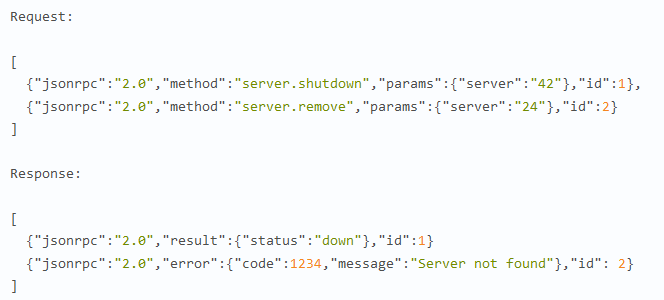 Request:
[
  {"jsonrpc":"2.0","method":"server.shutdown","params":{"server":"42"},"id":1},
  {"jsonrpc":"2.0","method":"server.remove","params":{"server":"24"},"id":2}
]
Response:
[
  {"jsonrpc":"2.0","result":{"status":"down"},"id":1}
  {"jsonrpc":"2.0","error":{"code":1234,"message":"Server not found"},"id": 2}
]